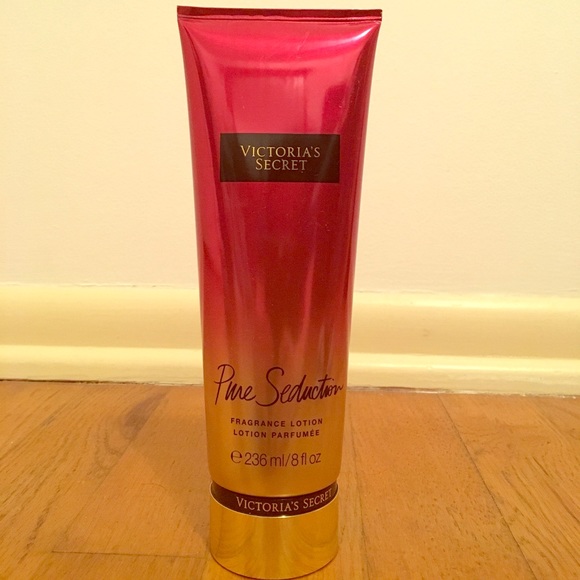 VICTORIA'S
SECRET
Pure Seduction
FRAGRANCE LOTION
LOTION PARFUMÉE
℮ 236 ml/8 fl oz
VICTORIA'S SECRET